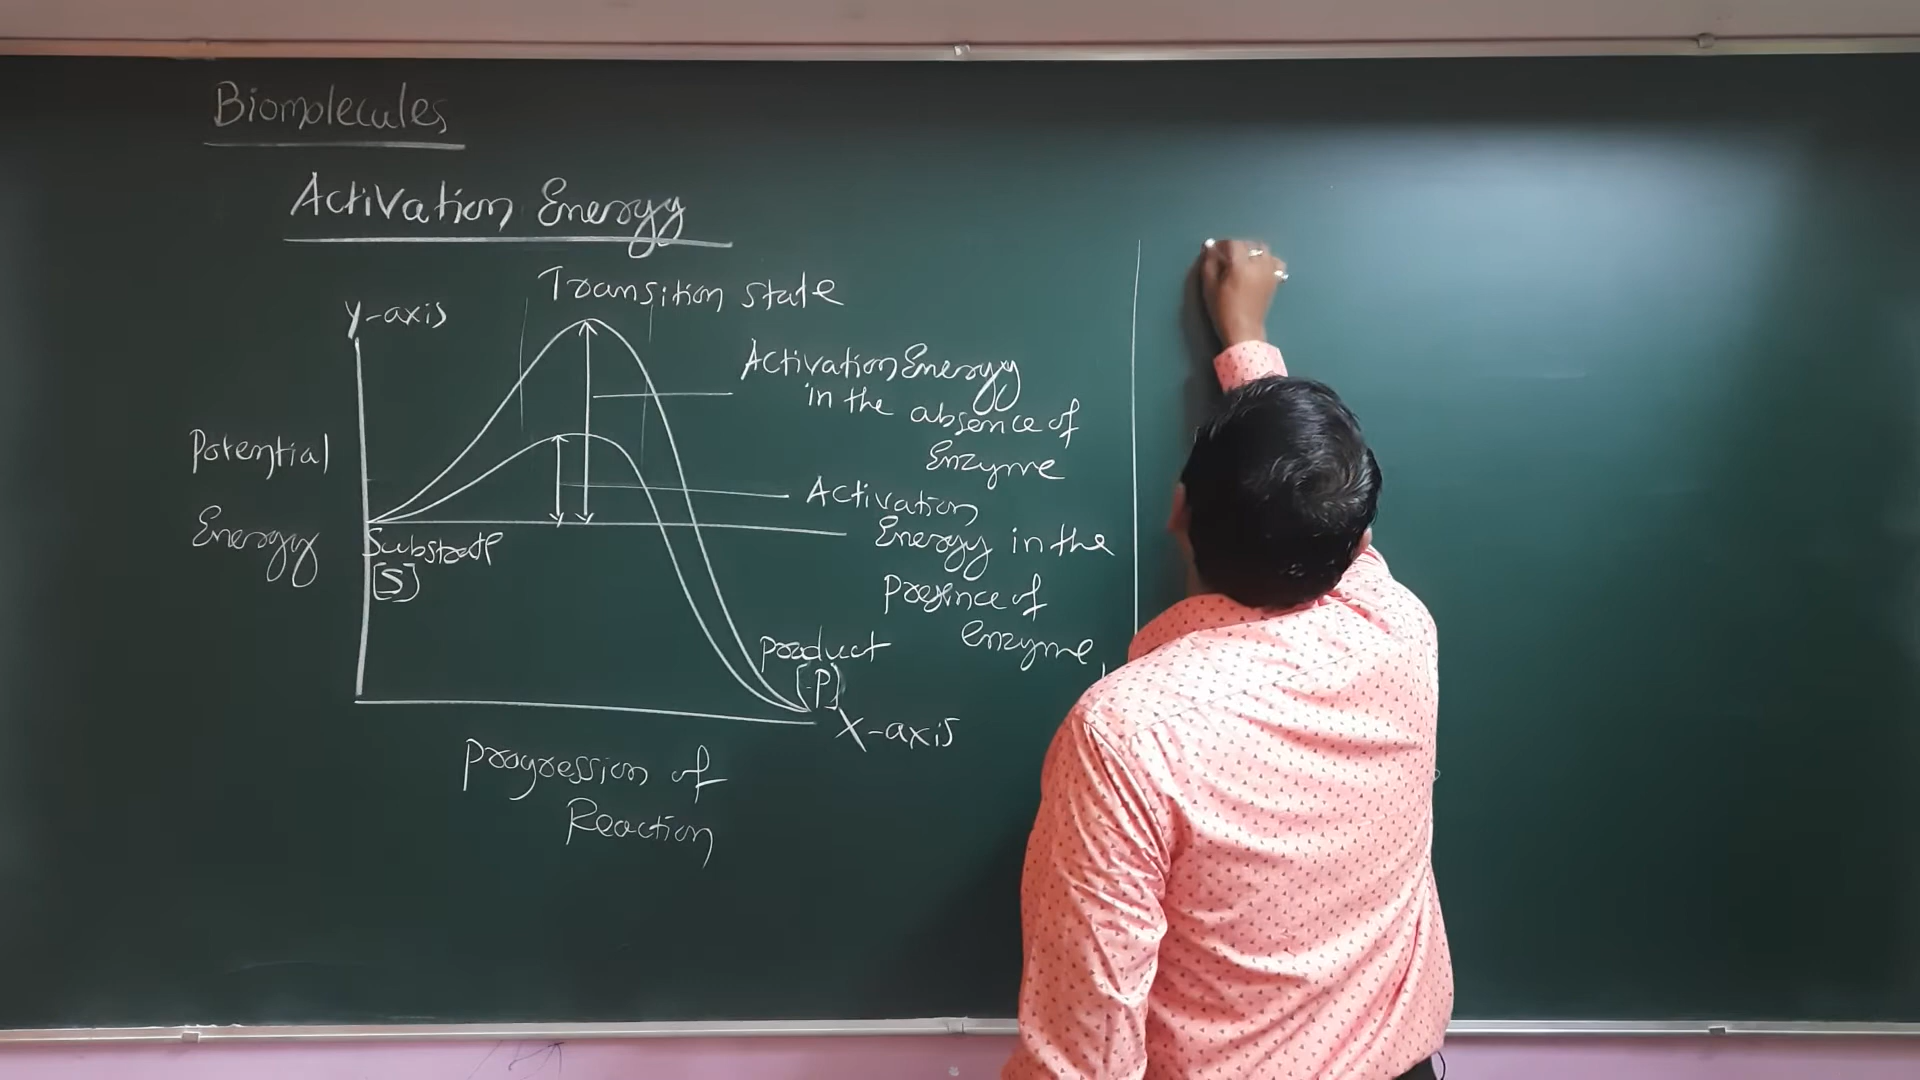 Biomolecules
Activation Energy
Transition state
Y-axis
Activation Energy
in the absence of
Enzyme
Potential
Energy
Activation
Energy in the
Presence of
enzyme
Substrate
[S]
Product
[P]
X-axis
Progression of
Reaction